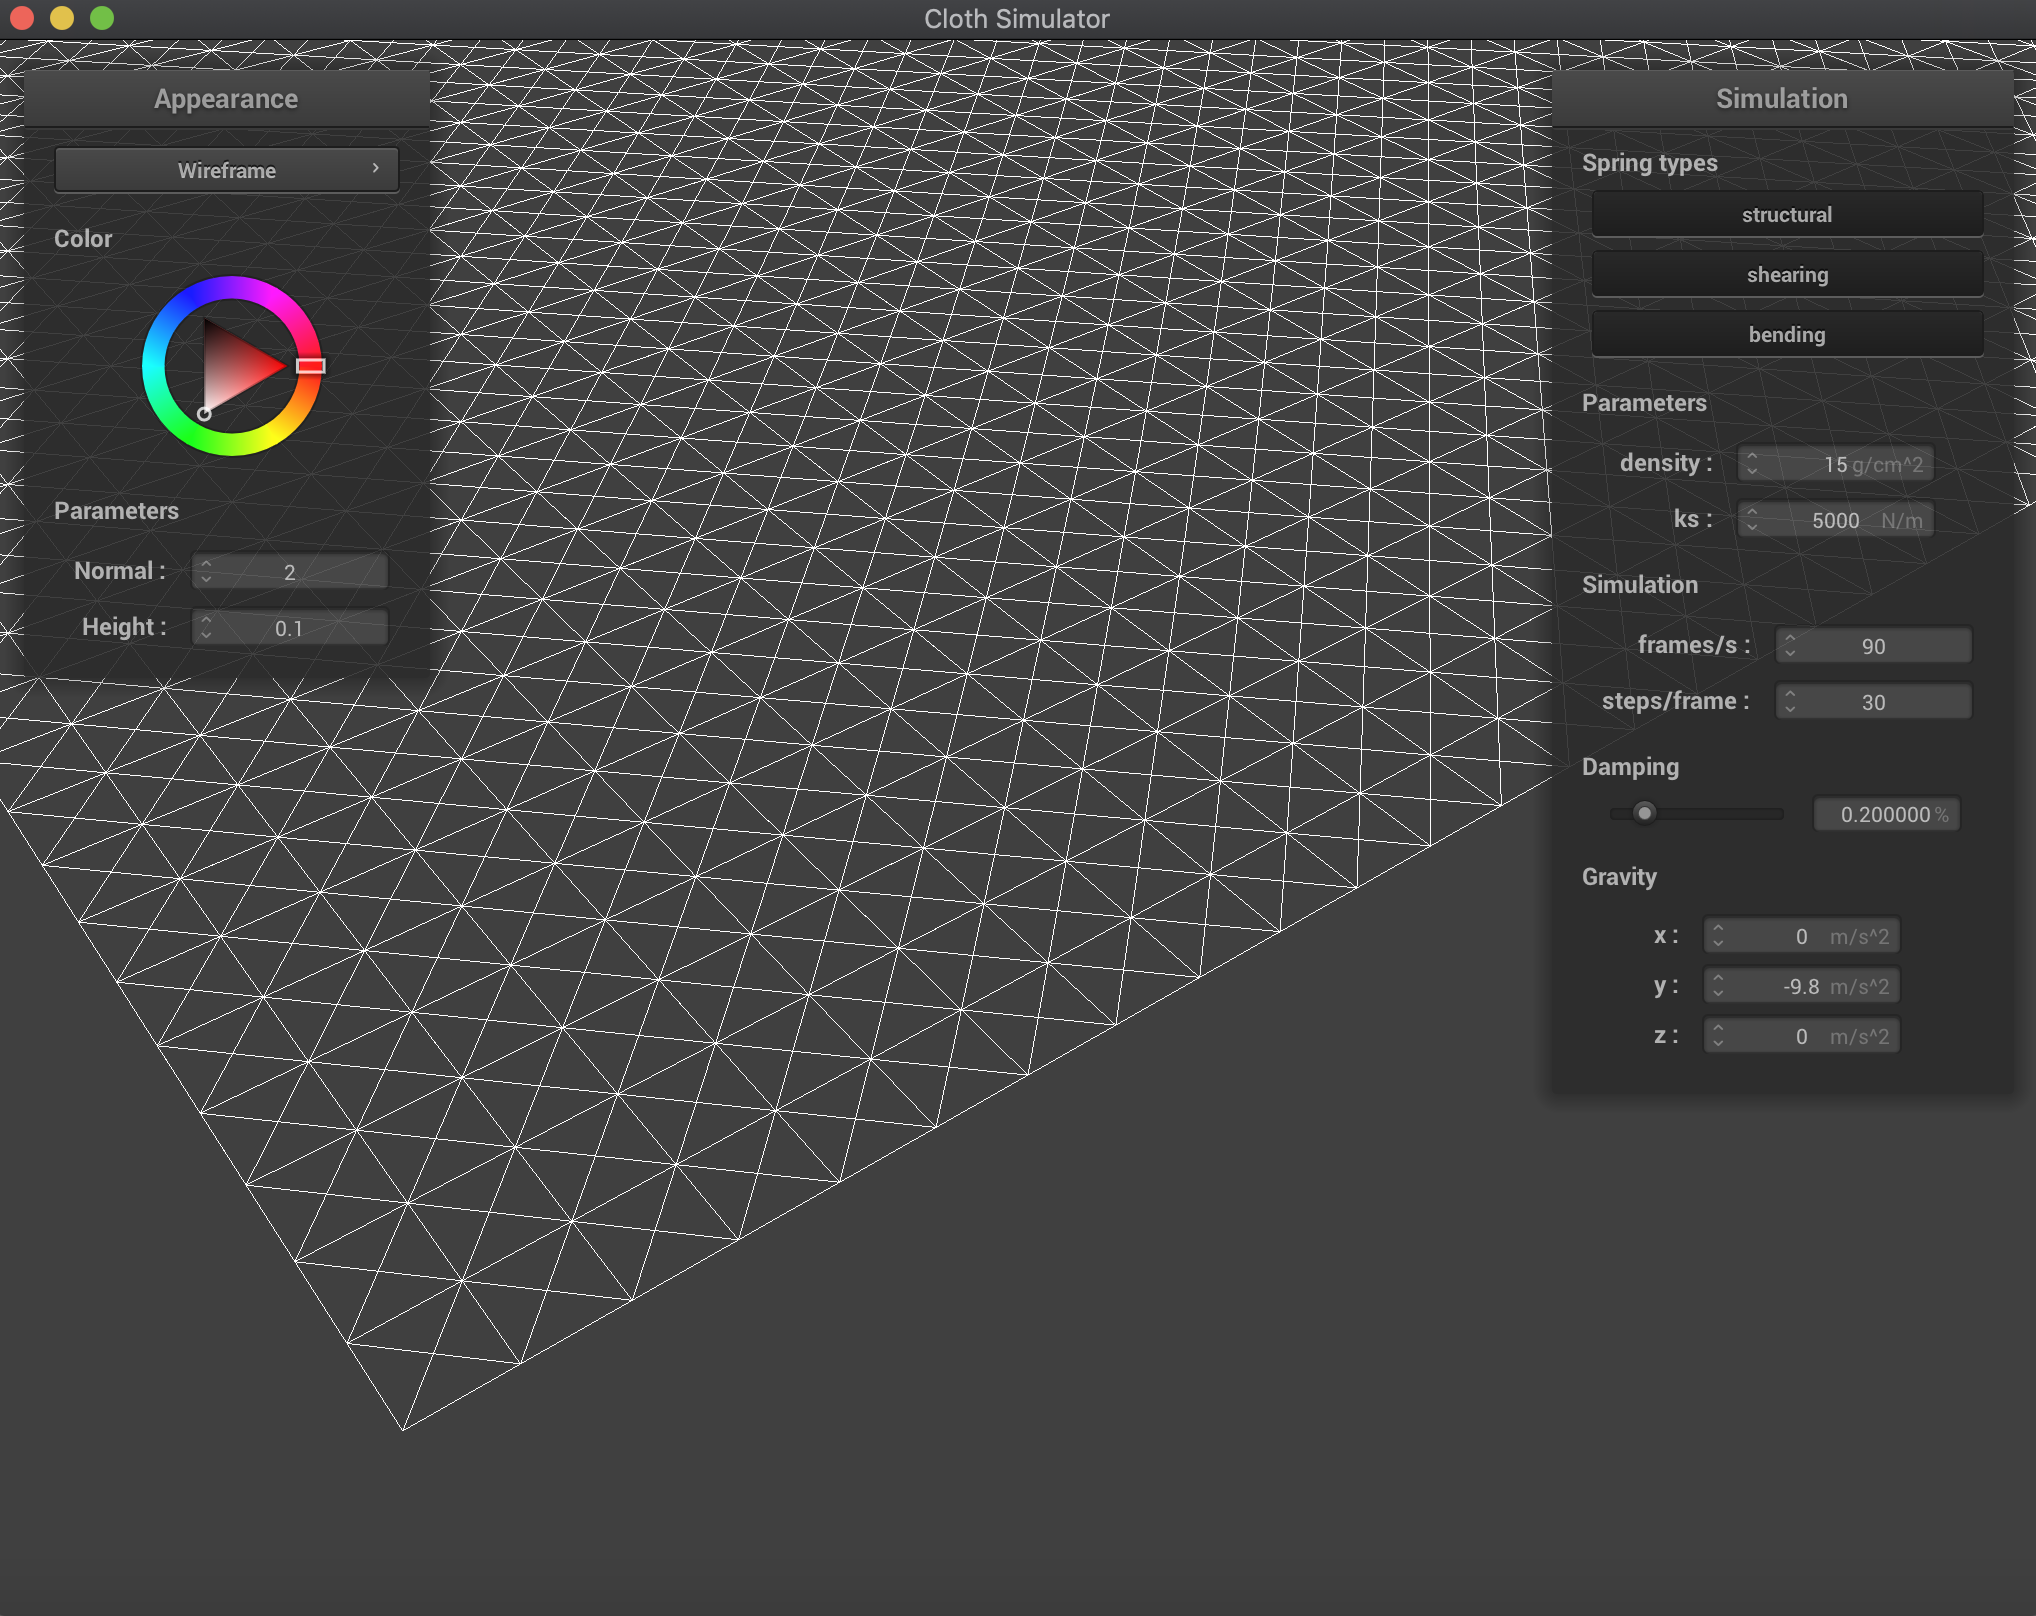 Cloth Simulator
Appearance
Wireframe
Color
Parameters
Normal : 2
Height : 0.1
Simulation
Spring types
structural
shearing
bending
Parameters
density : 15 g/cm^2
ks : 5000 N/m
Simulation
frames/s : 90
steps/frame : 30
Damping
0.200000 %
Gravity
x : 0 m/s^2
y : -9.8 m/s^2
z : 0 m/s^2